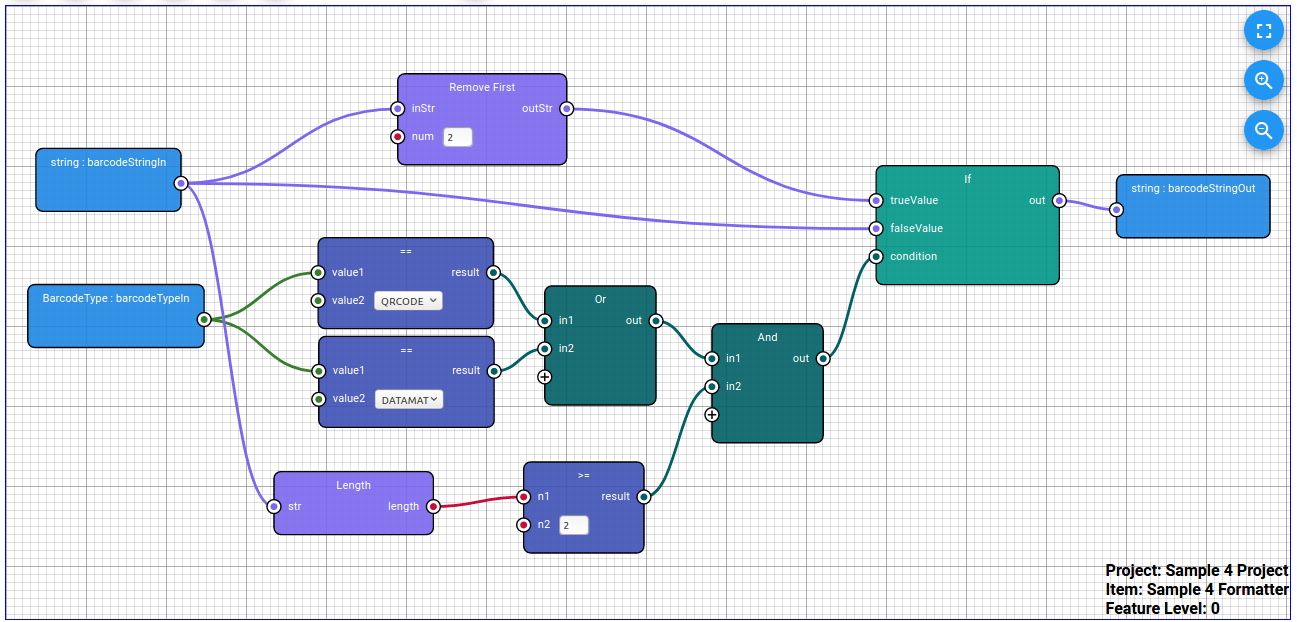 Remove First
inStr outStr
num 2
string : barcodeStringIn
If
trueValue out
falseValue
condition
string : barcodeStringOut
==
value1 result
value2 QRCODE
BarcodeType : barcodeTypeIn
Or
in1 out
in2
==
value1 result
value2 DATAMAT
And
in1 out
in2
Length
str length
>=
n1 result
n2 2
Project: Sample 4 Project
Item: Sample 4 Formatter
Feature Level: 0